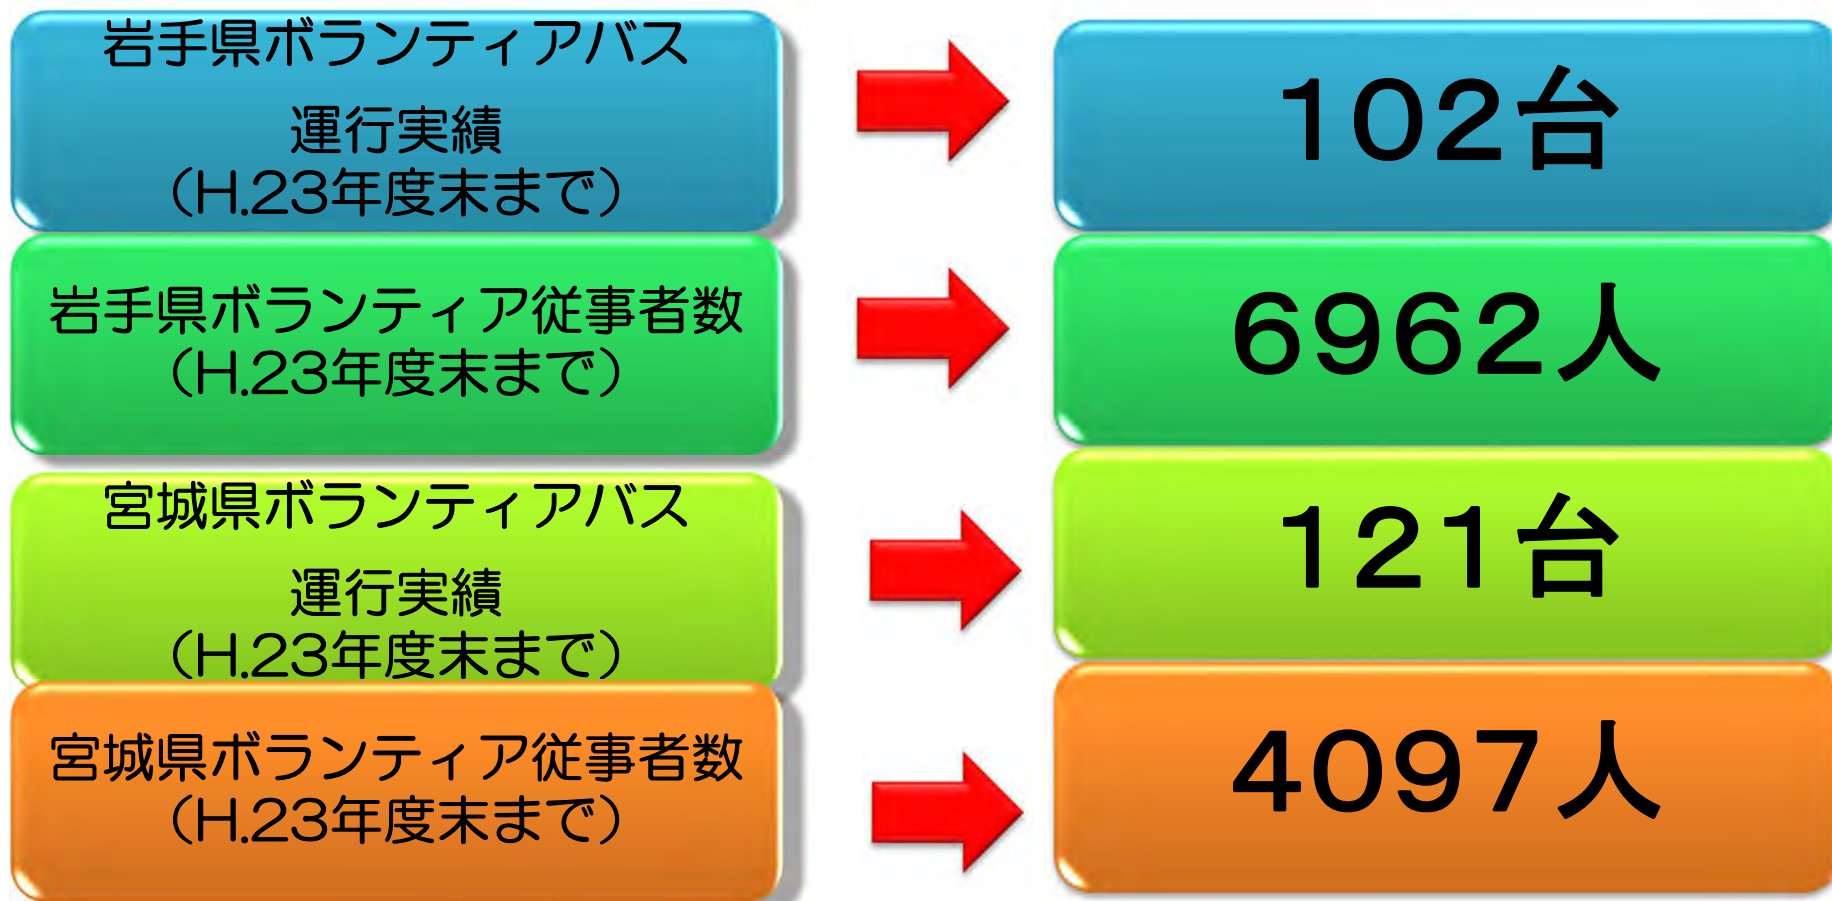 岩手県ボランティアバス
運行実績
（H.23年度末まで）
102台
岩手県ボランティア従事者数
（H.23年度末まで）
6962人
宮城県ボランティアバス
運行実績
（H.23年度末まで）
121台
宮城県ボランティア従事者数
（H.23年度末まで）
4097人